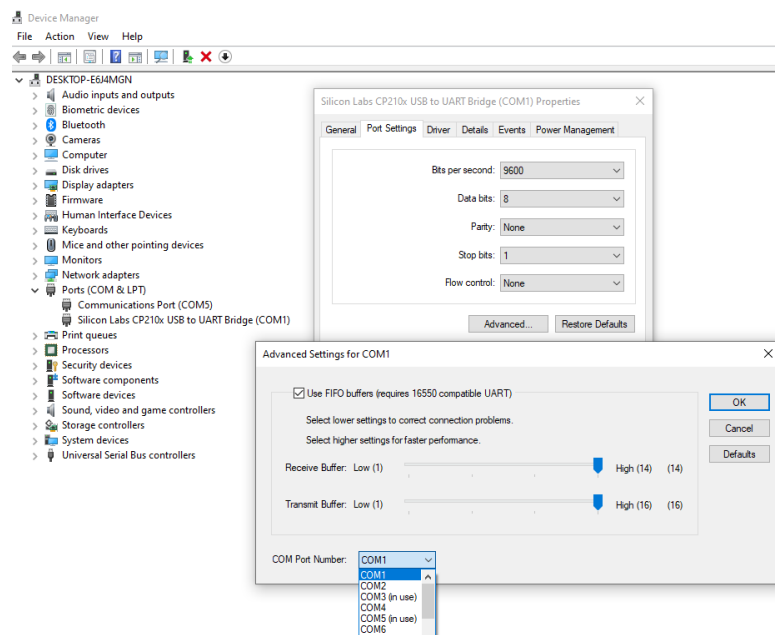 Device Manager
File Action View Help
DESKTOP-E6J4MGN
Audio inputs and outputs
Biometric devices
Bluetooth
Cameras
Computer
Disk drives
Display adapters
Firmware
Human Interface Devices
Keyboards
Mice and other pointing devices
Monitors
Network adapters
Ports (COM & LPT)
Communications Port (COM5)
Silicon Labs CP210x USB to UART Bridge (COM1)
Print queues
Processors
Security devices
Software components
Software devices
Sound, video and game controllers
Storage controllers
System devices
Universal Serial Bus controllers
Silicon Labs CP210x USB to UART Bridge (COM1) Properties
General Port Settings Driver Details Events Power Management
Bits per second: 9600
Data bits: 8
Parity: None
Stop bits: 1
Flow control: None
Advanced... Restore Defaults
Advanced Settings for COM1
Use FIFO buffers (requires 16550 compatible UART)
OK
Select lower settings to correct connection problems.
Cancel
Select higher settings for faster performance.
Defaults
Receive Buffer: Low (1) High (14) (14)
Transmit Buffer: Low (1) High (16) (16)
COM Port Number: COM1
COM1
COM2
COM3 (in use)
COM4
COM5 (in use)
COM6